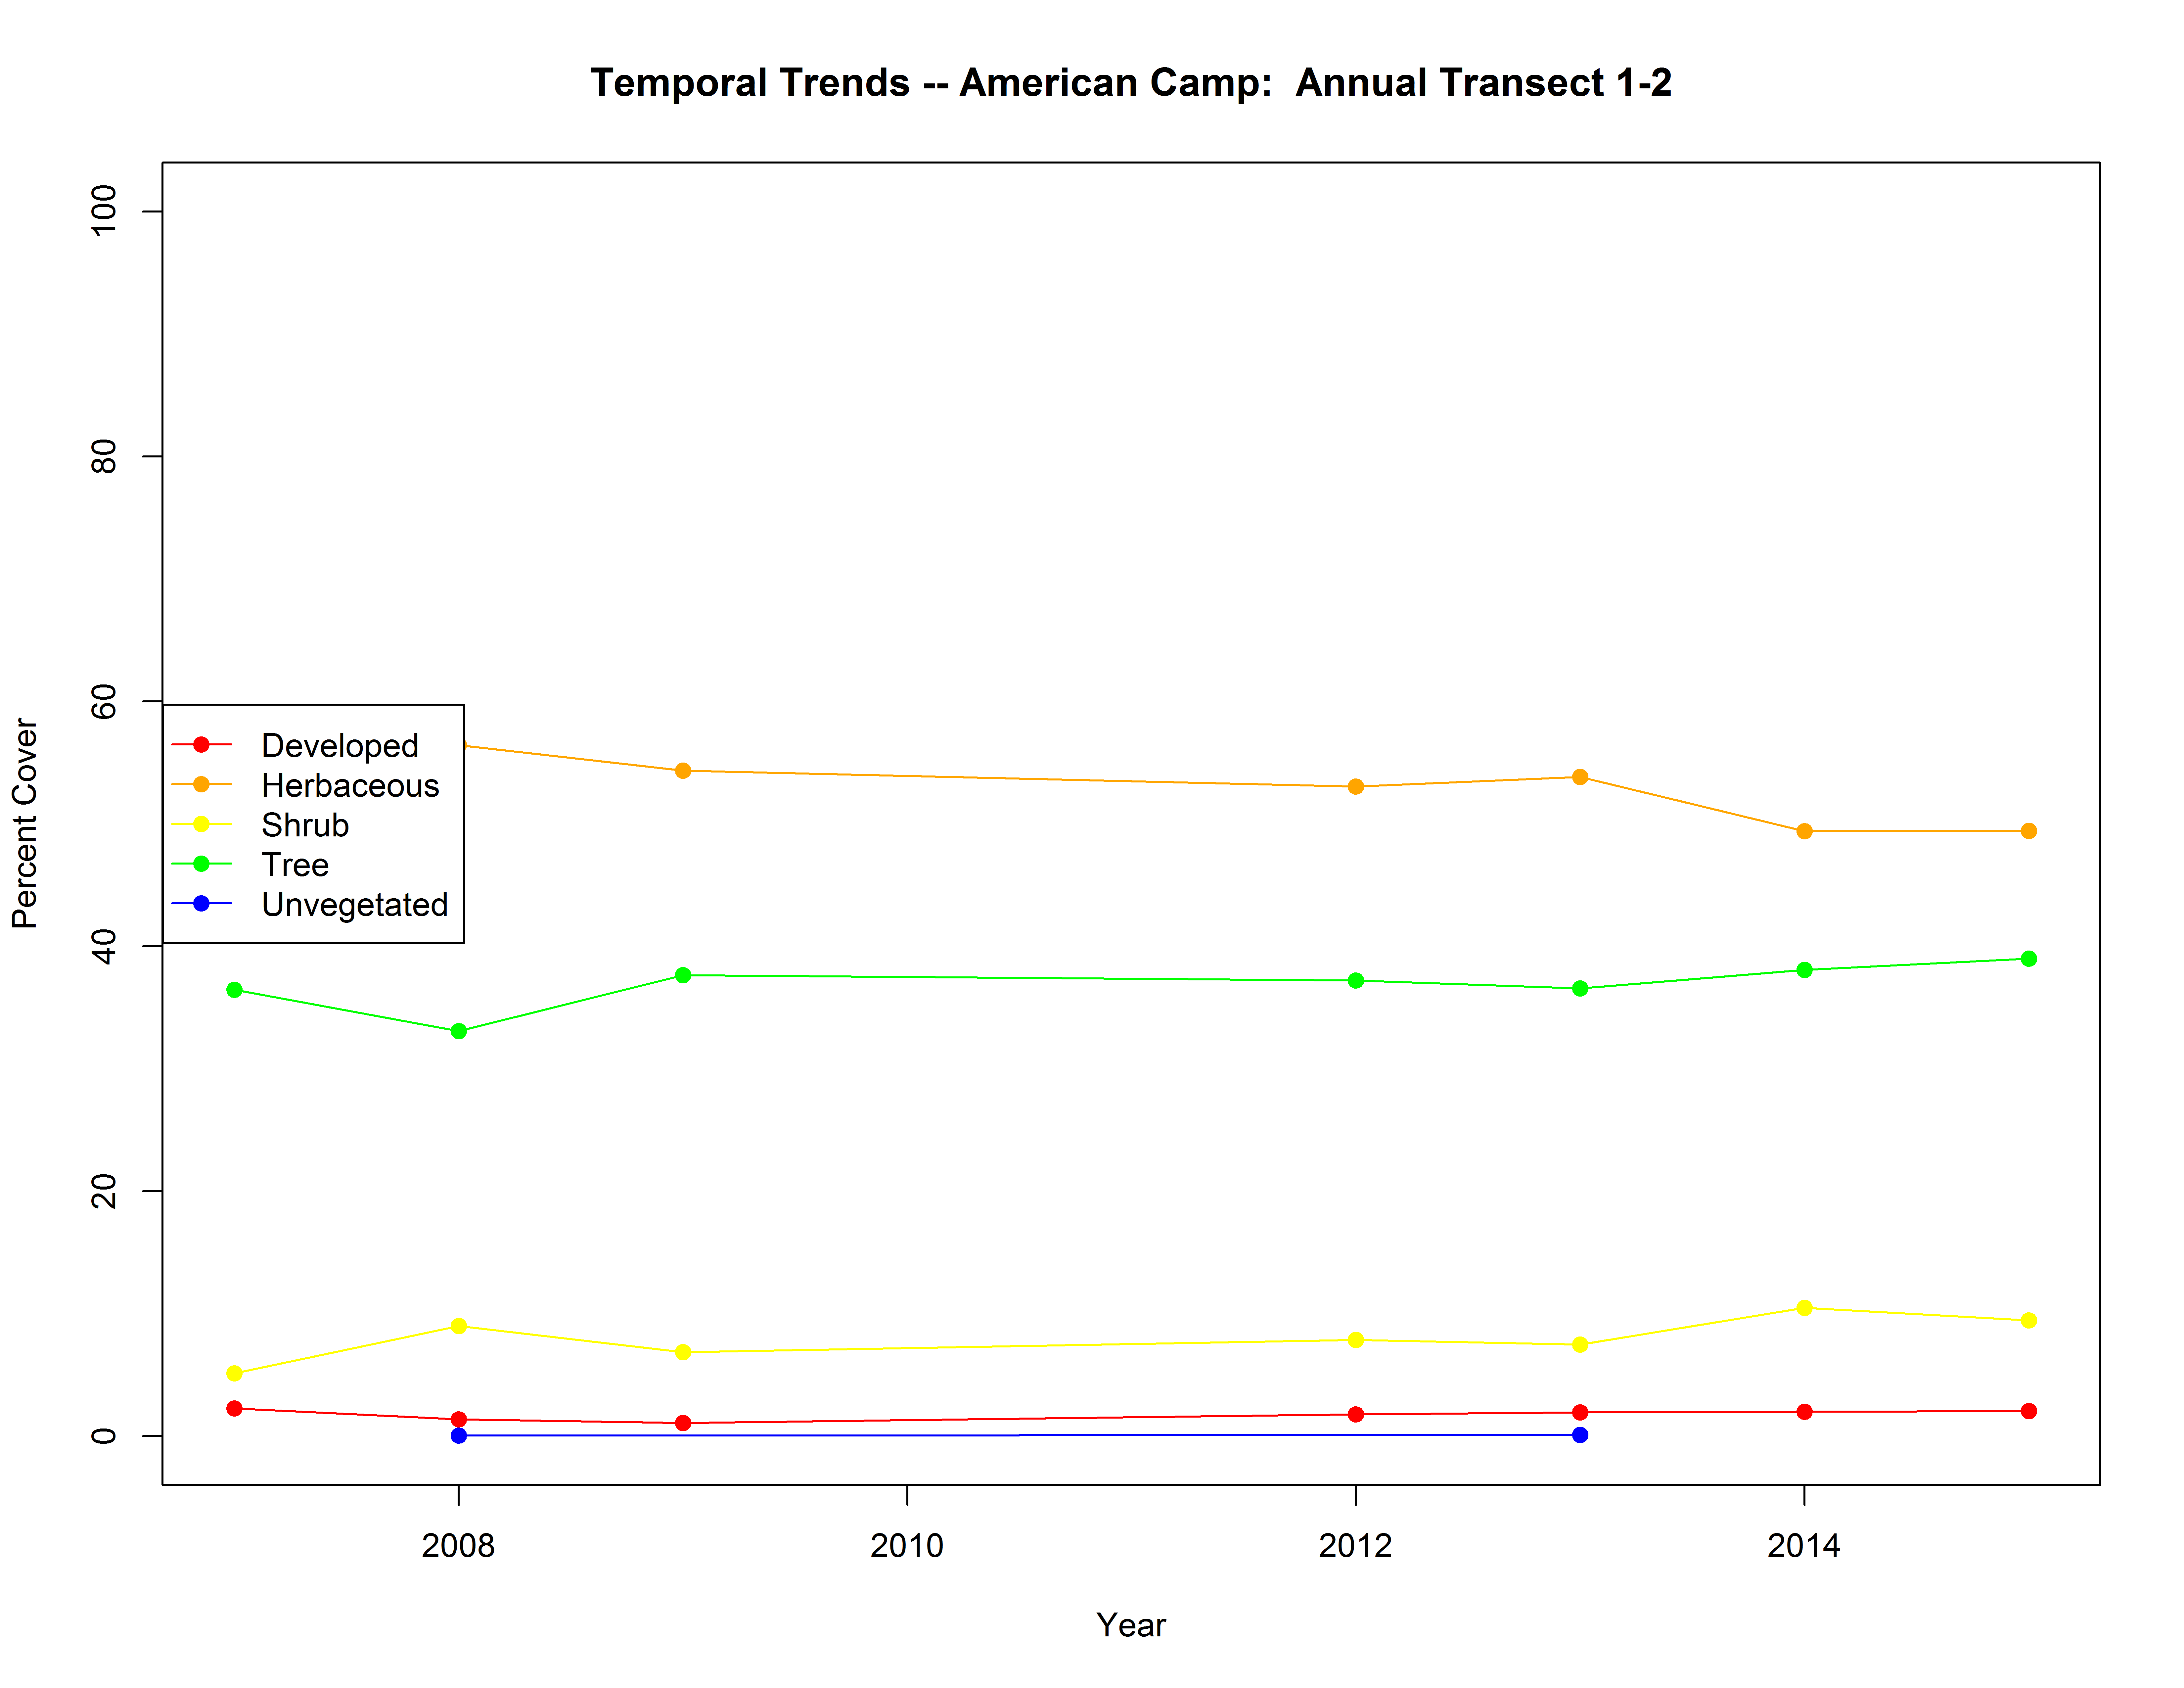 Temporal Trends -- American Camp:  Annual Transect 1-2
100
80
60
40
20
0
Percent Cover
Developed
Herbaceous
Shrub
Tree
Unvegetated
2008
2010
2012
2014
Year